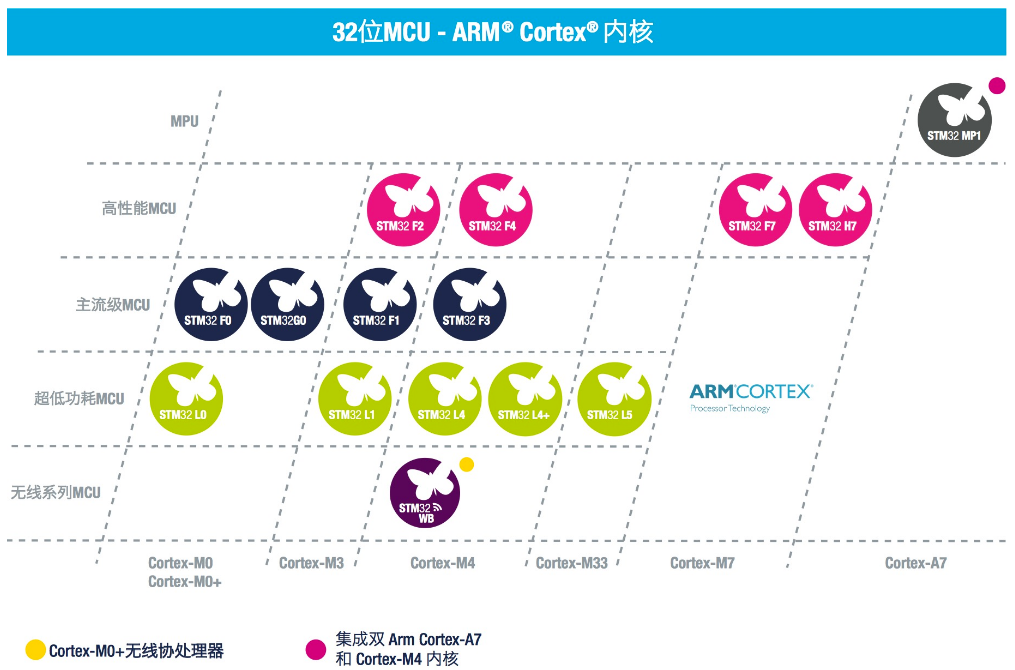 32位MCU - ARM® Cortex® 内核
MPU
STM32 MP1
高性能MCU
STM32 F2
STM32 F4
STM32 F7
STM32 H7
主流级MCU
STM32 F0
STM32G0
STM32 F1
STM32 F3
超低功耗MCU
STM32 L0
STM32 L1
STM32 L4
STM32 L4+
STM32 L5
ARM®CORTEX®
Processor Technology
无线系列MCU
STM32
WB
Cortex-M0
Cortex-M0+
Cortex-M3
Cortex-M4
Cortex-M33
Cortex-M7
Cortex-A7
Cortex-M0+无线协处理器
集成双 Arm Cortex-A7
和 Cortex-M4 内核